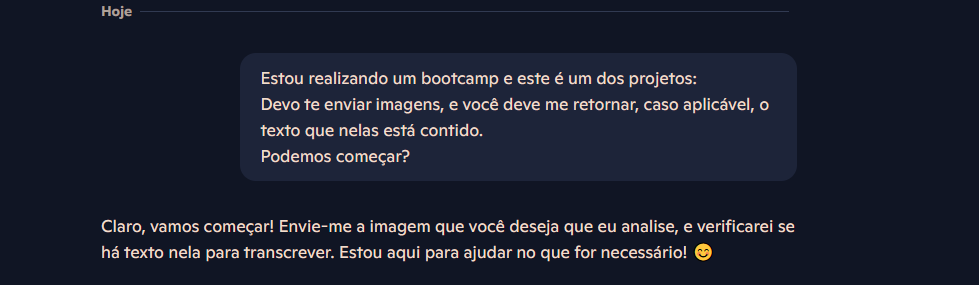 Hoje
Estou realizando um bootcamp e este é um dos projetos:
Devo te enviar imagens, e você deve me retornar, caso aplicável, o
texto que nelas está contido.
Podemos começar?
Claro, vamos começar! Envie-me a imagem que você deseja que eu analise, e verificarei se
há texto nela para transcrever. Estou aqui para ajudar no que for necessário! 😊